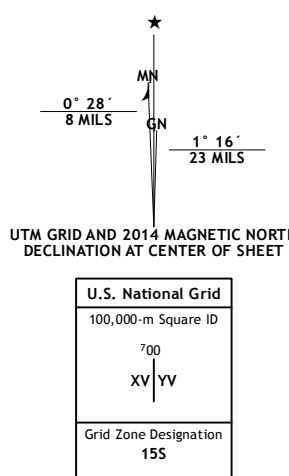 ★
MN
0° 28´
8 MILS
GN
1° 16´
23 MILS
UTM GRID AND 2014 MAGNETIC NORTH
DECLINATION AT CENTER OF SHEET
U.S. National Grid
100,000-m Square ID
⁷00
XV YV
Grid Zone Designation
15S